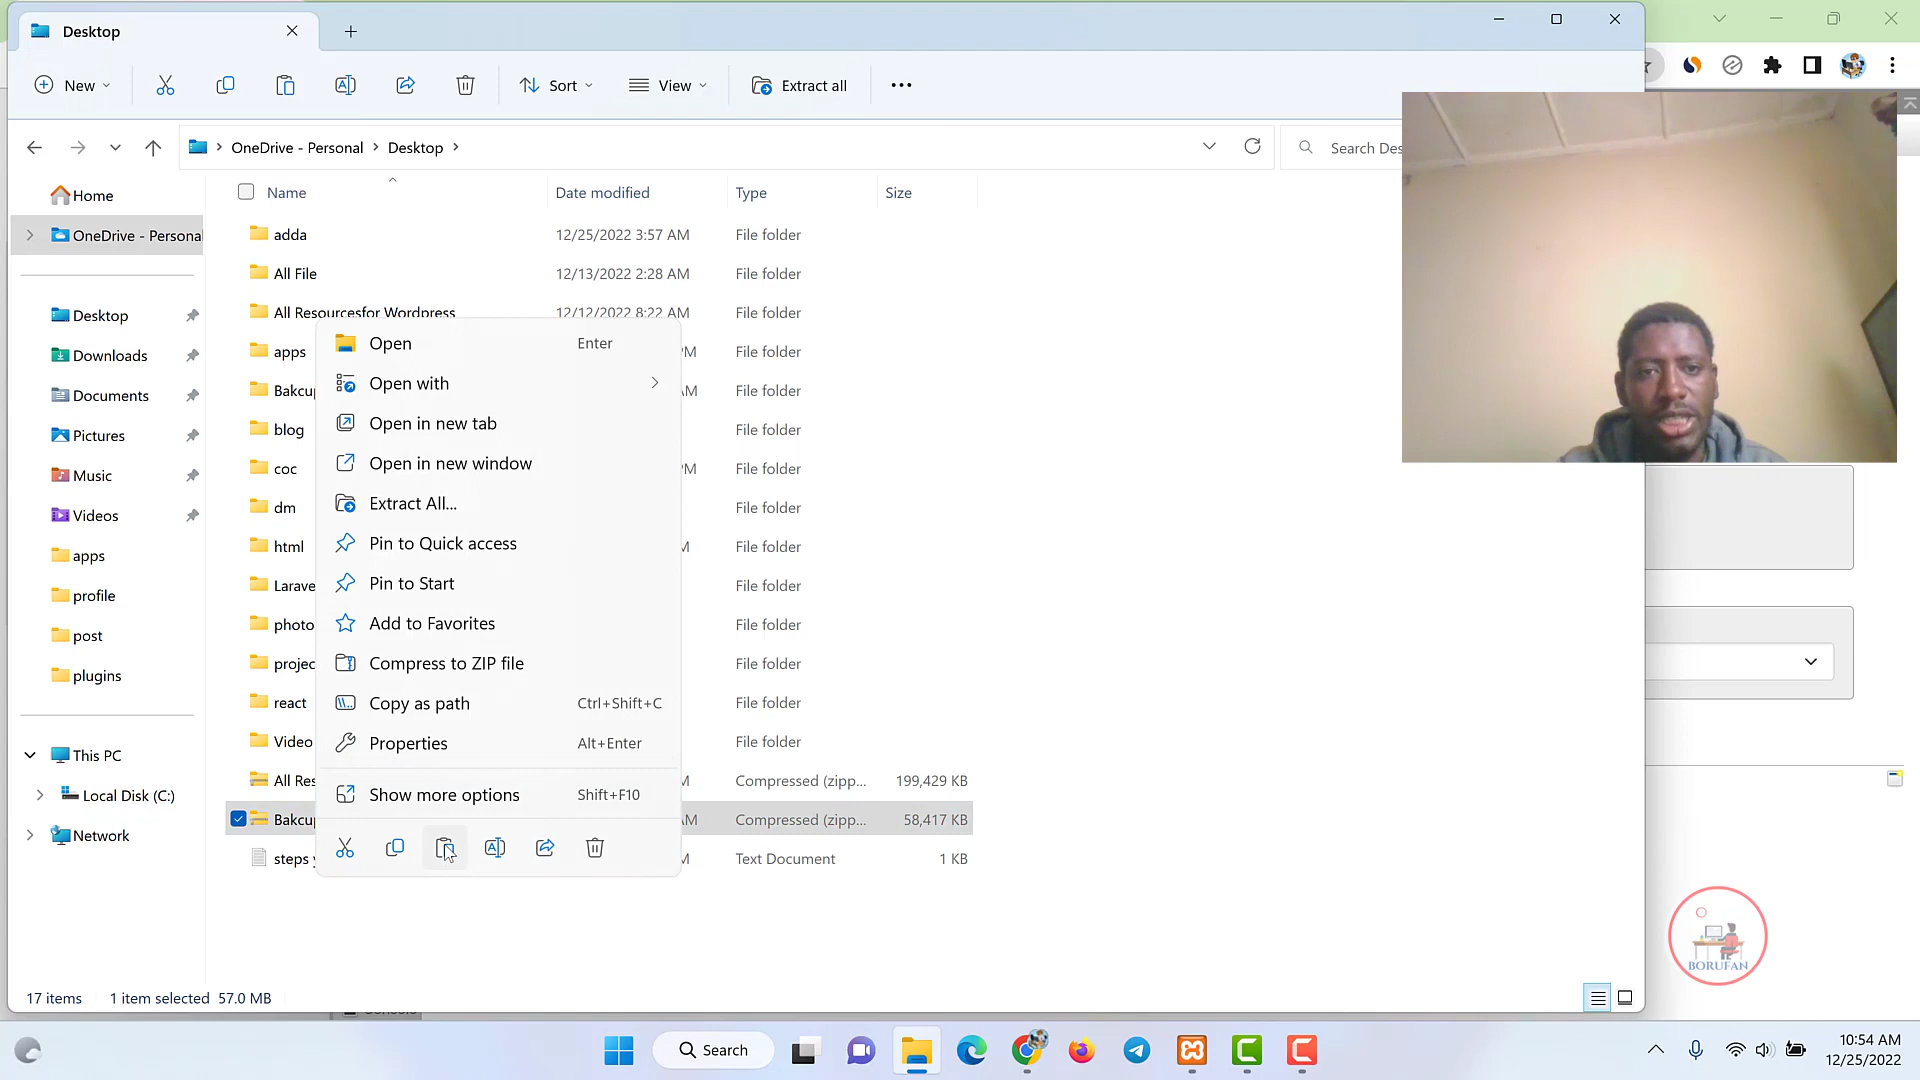 Desktop
New
Sort
View
Extract all
OneDrive - Personal
Desktop
Search Des
Name
Date modified
Type
Size
Home
OneDrive - Persona
Desktop
Downloads
Documents
Pictures
Music
Videos
apps
profile
post
plugins
This PC
Local Disk (C:)
Network
adda 12/25/2022 3:57 AM File folder
All File 12/13/2022 2:28 AM File folder
All Resourcesfor Wordpress 12/12/2022 8:22 AM File folder
apps M File folder
Bakcu AM File folder
blog File folder
coc PM File folder
dm File folder
html M File folder
Larave File folder
photo File folder
projec File folder
react File folder
Video File folder
All Res M Compressed (zipp... 199,429 KB
Bakcu AM Compressed (zipp... 58,417 KB
steps M Text Document 1 KB
Open Enter
Open with
Open in new tab
Open in new window
Extract All...
Pin to Quick access
Pin to Start
Add to Favorites
Compress to ZIP file
Copy as path Ctrl+Shift+C
Properties Alt+Enter
Show more options Shift+F10
17 items 1 item selected 57.0 MB
BORUFAN
Search
10:54 AM
12/25/2022